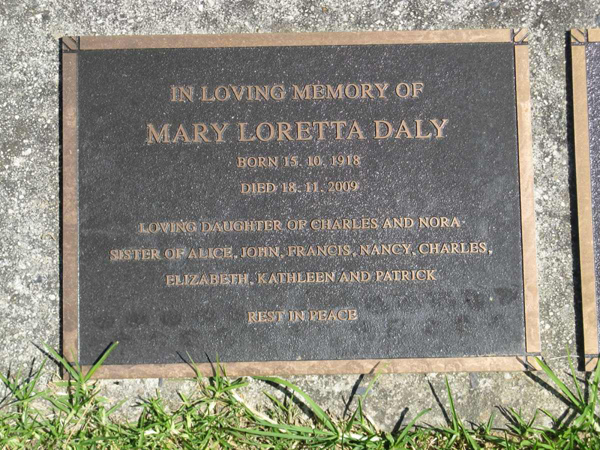 IN LOVING MEMORY OF
MARY LORETTA DALY
BORN 15. 10. 1918
DIED 18. 11. 2009
LOVING DAUGHTER OF CHARLES AND NORA
SISTER OF ALICE, JOHN, FRANCIS, NANCY, CHARLES,
ELIZABETH, KATHLEEN AND PATRICK
REST IN PEACE